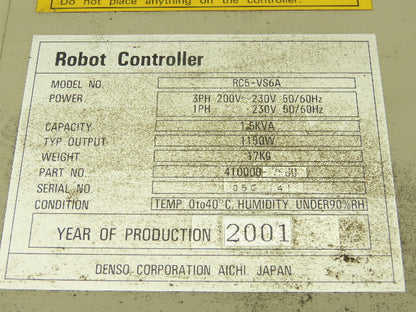 Do not place anything on the controller.
Robot Controller
MODEL NO. RC5-VS6A
POWER 3PH 200V- 230V 50/60Hz
1PH 230V 50/60Hz
CAPACITY 1.5KVA
TYP OUTPUT 1150W
WEIGHT 17Kg
PART NO. 410000-
SERIAL NO.
CONDITION TEMP. 0to40°C, HUMIDITY UNDER90%RH
YEAR OF PRODUCTION 2001
DENSO CORPORATION AICHI JAPAN